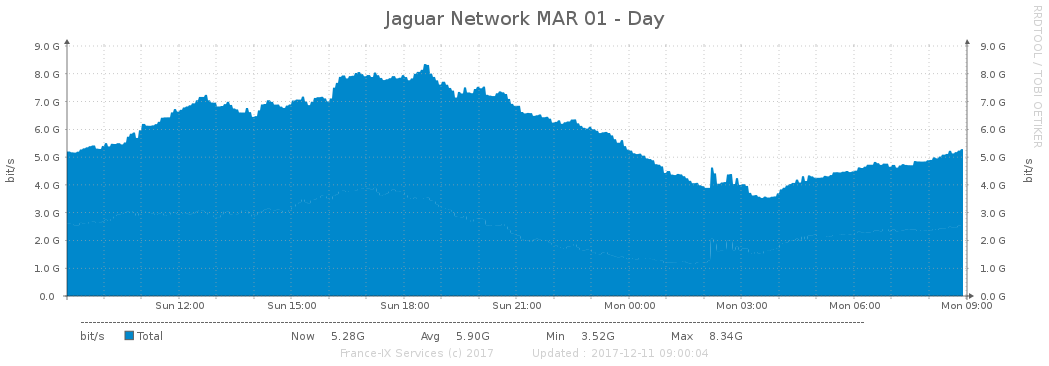 Jaguar Network MAR 01 - Day
RRDTOOL / TOBI OETIKER
bit/s
9.0 G
8.0 G
7.0 G
6.0 G
5.0 G
4.0 G
3.0 G
2.0 G
1.0 G
0.0
9.0 G
8.0 G
7.0 G
6.0 G
5.0 G
4.0 G
3.0 G
2.0 G
1.0 G
0.0 G
bit/s
Sun 12:00 Sun 15:00 Sun 18:00 Sun 21:00 Mon 00:00 Mon 03:00 Mon 06:00 Mon 09:00
bit/s Total Now 5.28G Avg 5.90G Min 3.52G Max 8.34G
France-IX Services (c) 2017 Updated : 2017-12-11 09:00:04